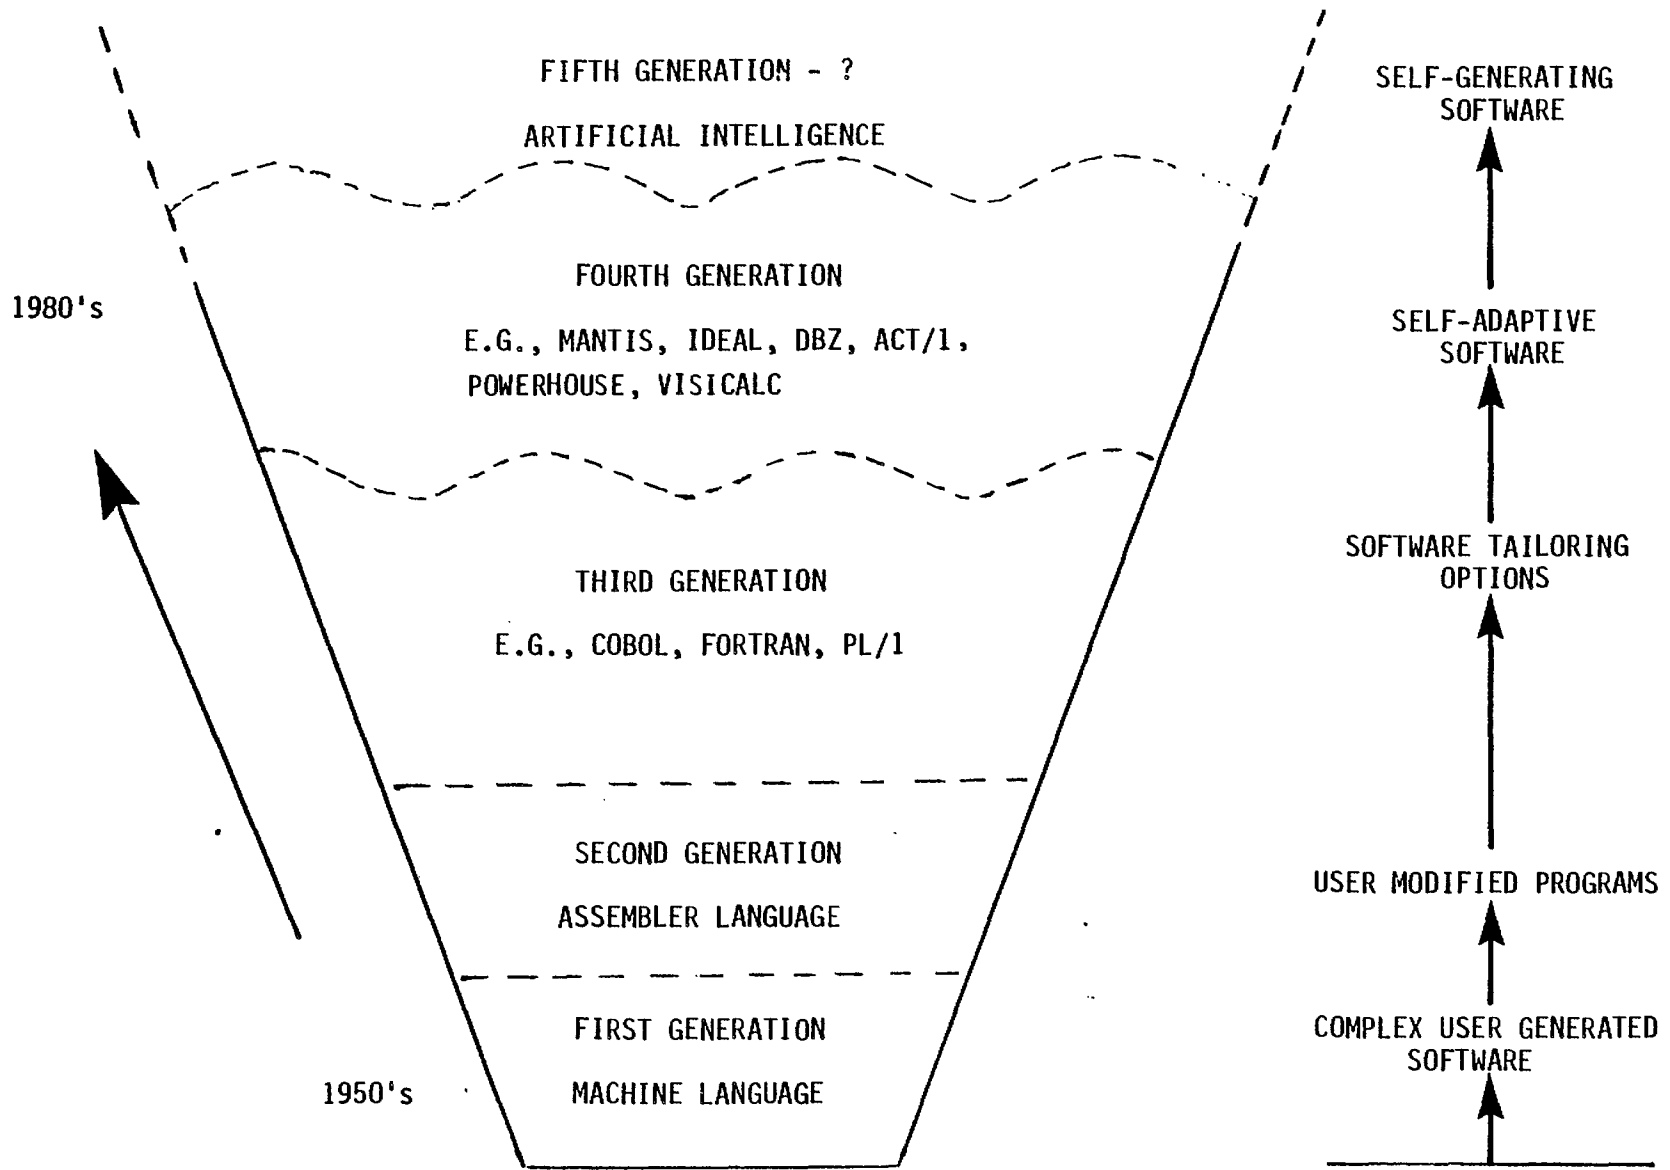 FIFTH GENERATION - ?
ARTIFICIAL INTELLIGENCE
SELF-GENERATING
SOFTWARE
1980's
FOURTH GENERATION
E.G., MANTIS, IDEAL, DBZ, ACT/1,
POWERHOUSE, VISICALC
SELF-ADAPTIVE
SOFTWARE
THIRD GENERATION
E.G., COBOL, FORTRAN, PL/1
SOFTWARE TAILORING
OPTIONS
SECOND GENERATION
ASSEMBLER LANGUAGE
USER MODIFIED PROGRAMS
FIRST GENERATION
MACHINE LANGUAGE
1950's
COMPLEX USER GENERATED
SOFTWARE